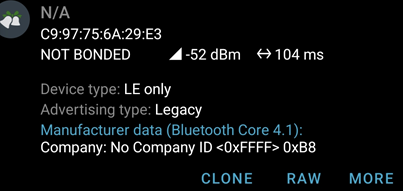 N/A
C9:97:75:6A:29:E3
NOT BONDED -52 dBm 104 ms
Device type: LE only
Advertising type: Legacy
Manufacturer data (Bluetooth Core 4.1):
Company: No Company ID <0xFFFF> 0xB8
CLONE RAW MORE